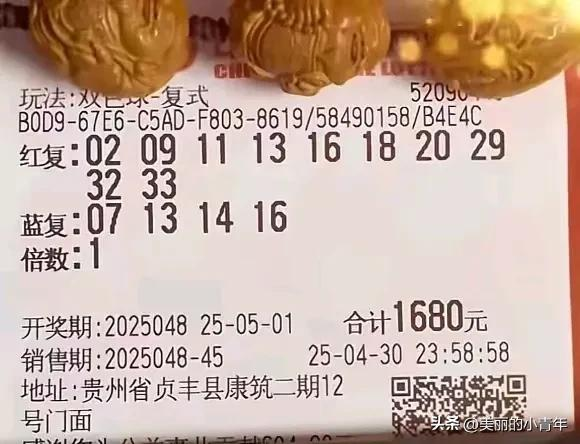 玩法:双色球-复式
B0D9-67E6-C5AD-F803-8619/58490158/B4E4C
红复:02 09 11 13 16 18 20 29
32 33
蓝复:07 13 14 16
倍数:1
开奖期:2025048 25-05-01 合计1680元
销售期:2025048-45 25-04-30 23:58:58
地址:贵州省贞丰县康筑二期12
号门面
头条 @美丽的小青年